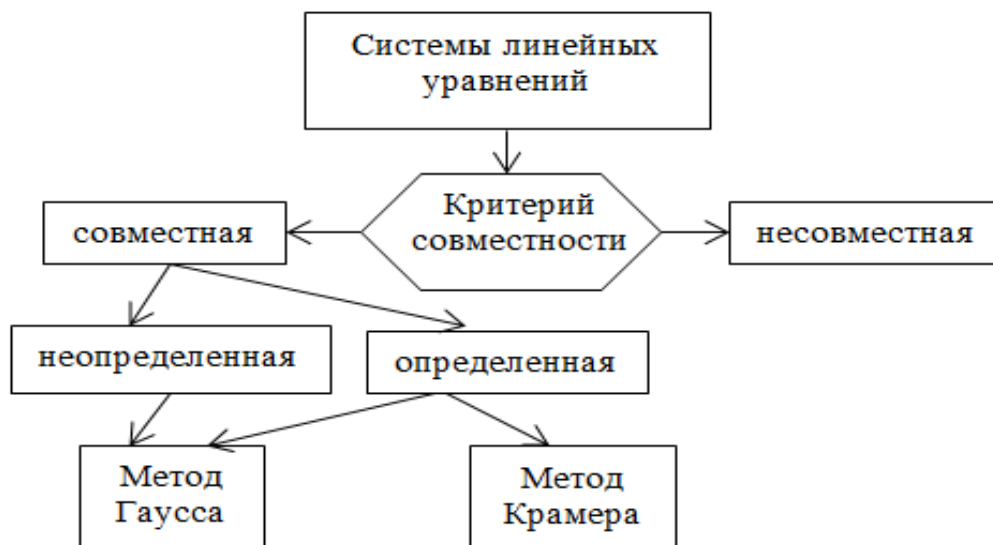 Системы линейных
уравнений
Критерий
совместности
совместная
несовместная
неопределенная
определенная
Метод
Гаусса
Метод
Крамера